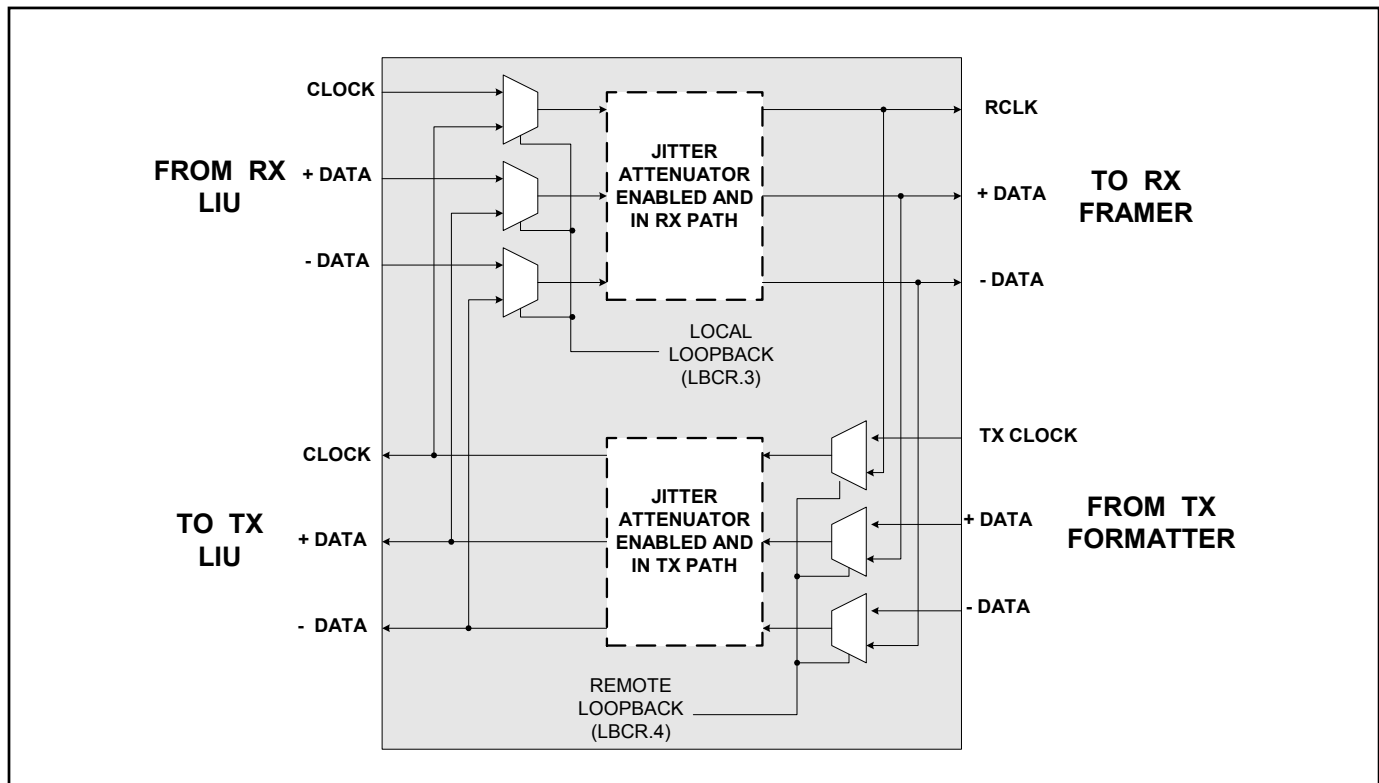 CLOCK
FROM RX
LIU
+ DATA
- DATA
JITTER
ATTENUATOR
ENABLED AND
IN RX PATH
RCLK
+ DATA
- DATA
TO RX
FRAMER
LOCAL
LOOPBACK
(LBCR.3)
CLOCK
TO TX
LIU
+ DATA
- DATA
JITTER
ATTENUATOR
ENABLED AND
IN TX PATH
TX CLOCK
+ DATA
- DATA
FROM TX
FORMATTER
REMOTE
LOOPBACK
(LBCR.4)